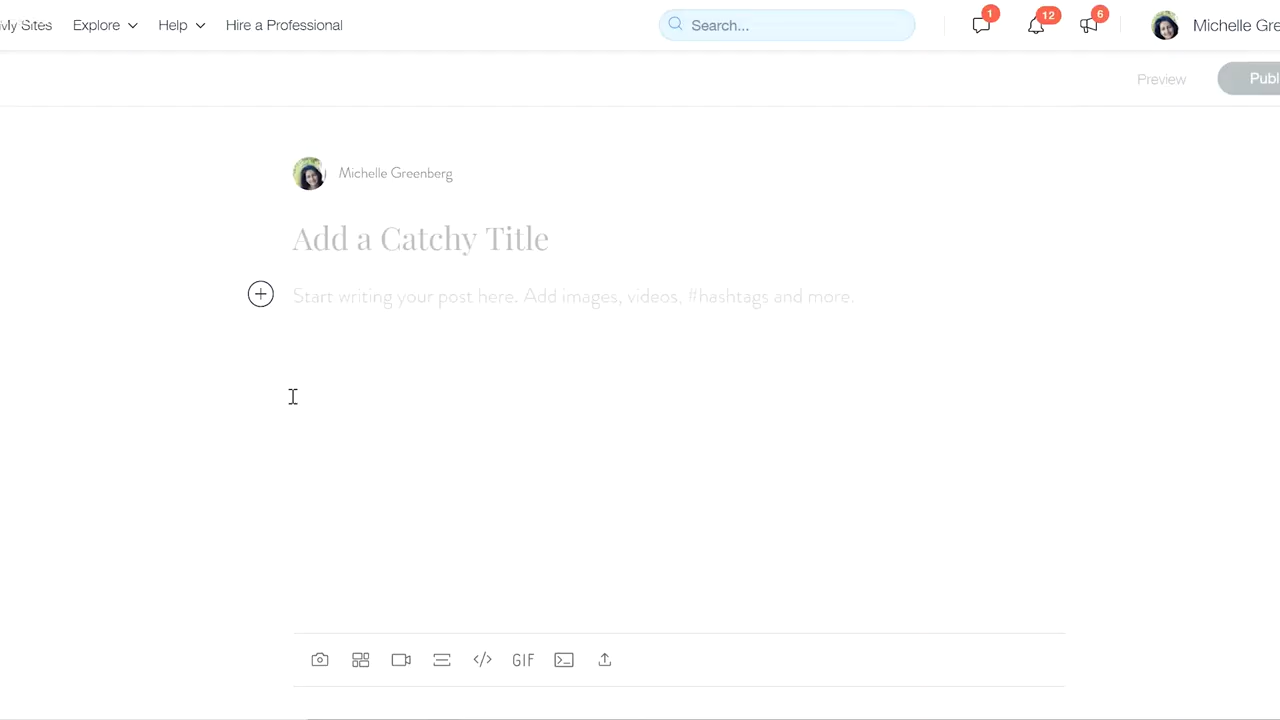 My Sites Explore Help Hire a Professional Search... 1 12 6 Michelle Gre
Preview Publ
Michelle Greenberg
Add a Catchy Title
Start writing your post here. Add images, videos, #hashtags and more.
GIF